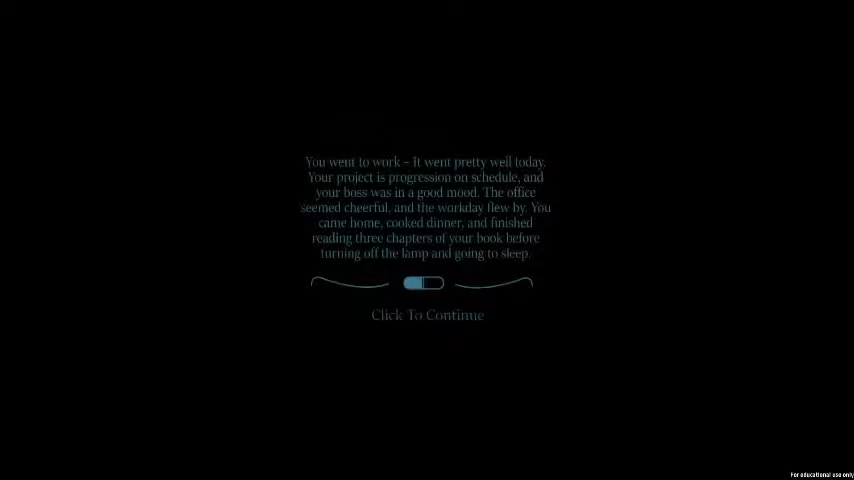 You went to work – It went pretty well today.
Your project is progression on schedule, and
your boss was in a good mood. The office
seemed cheerful, and the workday flew by. You
came home, cooked dinner, and finished
reading three chapters of your book before
turning off the lamp and going to sleep.
Click To Continue
For educational use only